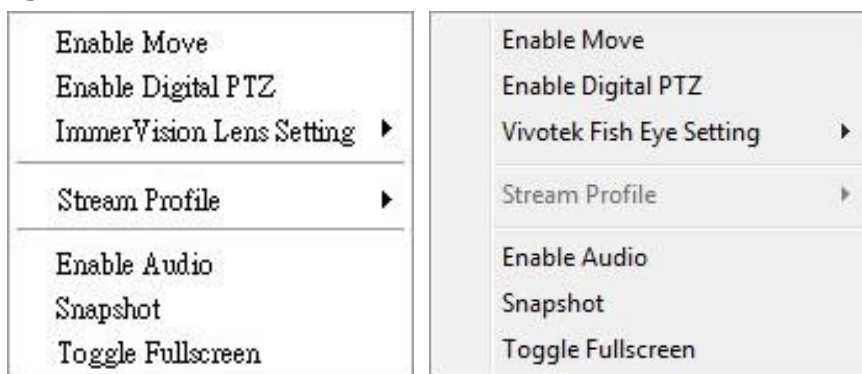 Enable Move
Enable Digital PTZ
ImmerVision Lens Setting
Stream Profile
Enable Audio
Snapshot
Toggle Fullscreen
Enable Move
Enable Digital PTZ
Vivotek Fish Eye Setting
Stream Profile
Enable Audio
Snapshot
Toggle Fullscreen